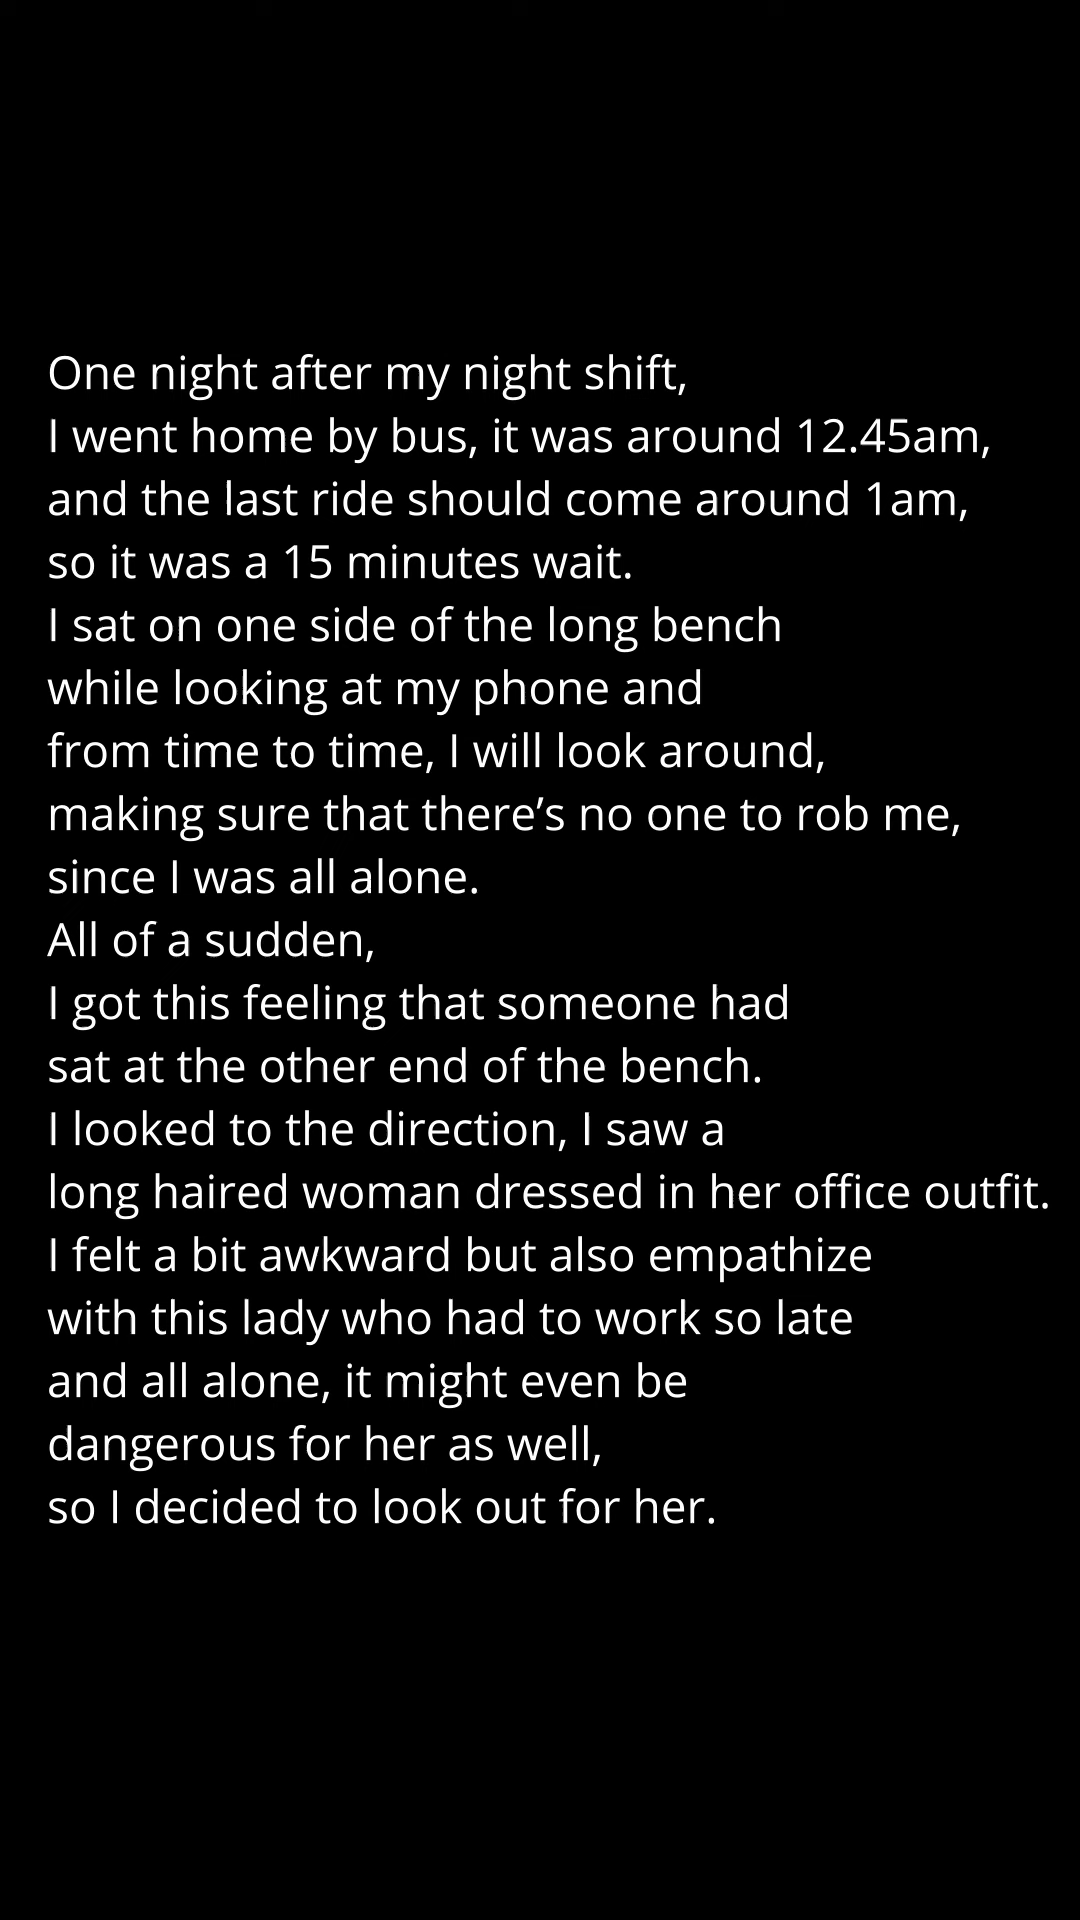 One night after my night shift,
I went home by bus, it was around 12.45am,
and the last ride should come around 1am,
so it was a 15 minutes wait.
I sat on one side of the long bench
while looking at my phone and
from time to time, I will look around,
making sure that there’s no one to rob me,
since I was all alone.
All of a sudden,
I got this feeling that someone had
sat at the other end of the bench.
I looked to the direction, I saw a
long haired woman dressed in her office outfit.
I felt a bit awkward but also empathize
with this lady who had to work so late
and all alone, it might even be
dangerous for her as well,
so I decided to look out for her.